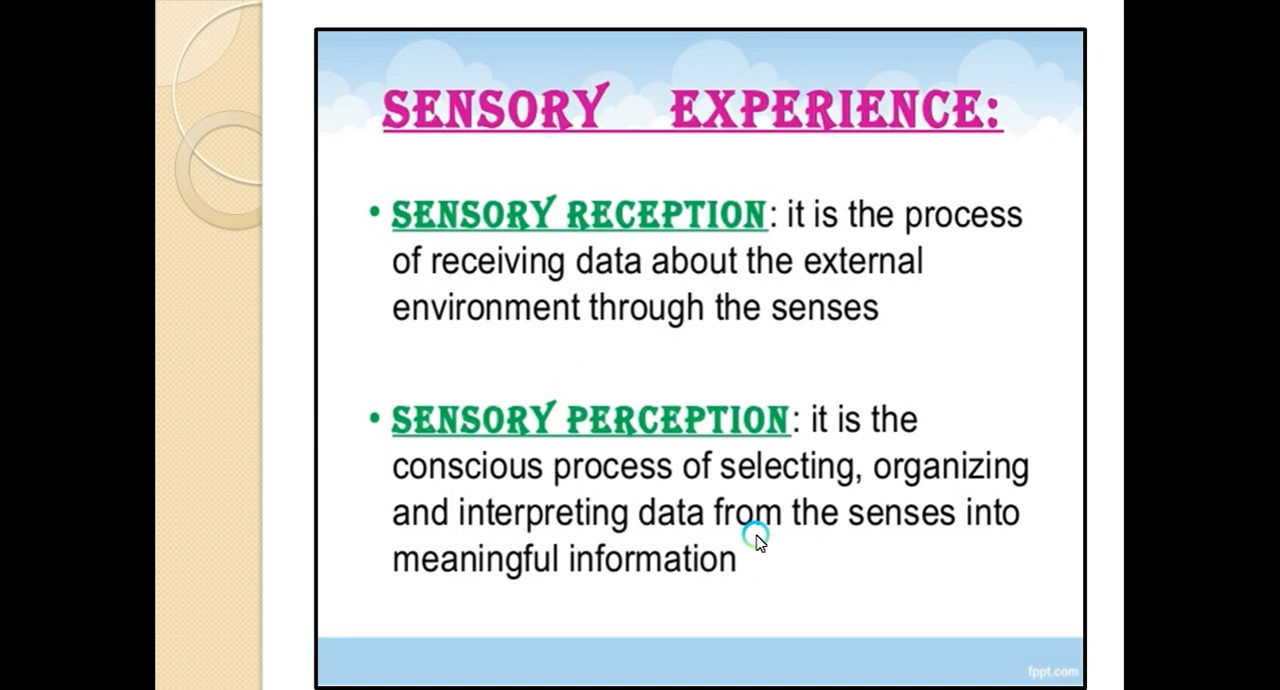 SENSORY EXPERIENCE:
• SENSORY RECEPTION: it is the process
of receiving data about the external
environment through the senses
• SENSORY PERCEPTION: it is the
conscious process of selecting, organizing
and interpreting data from the senses into
meaningful information
fppt.com